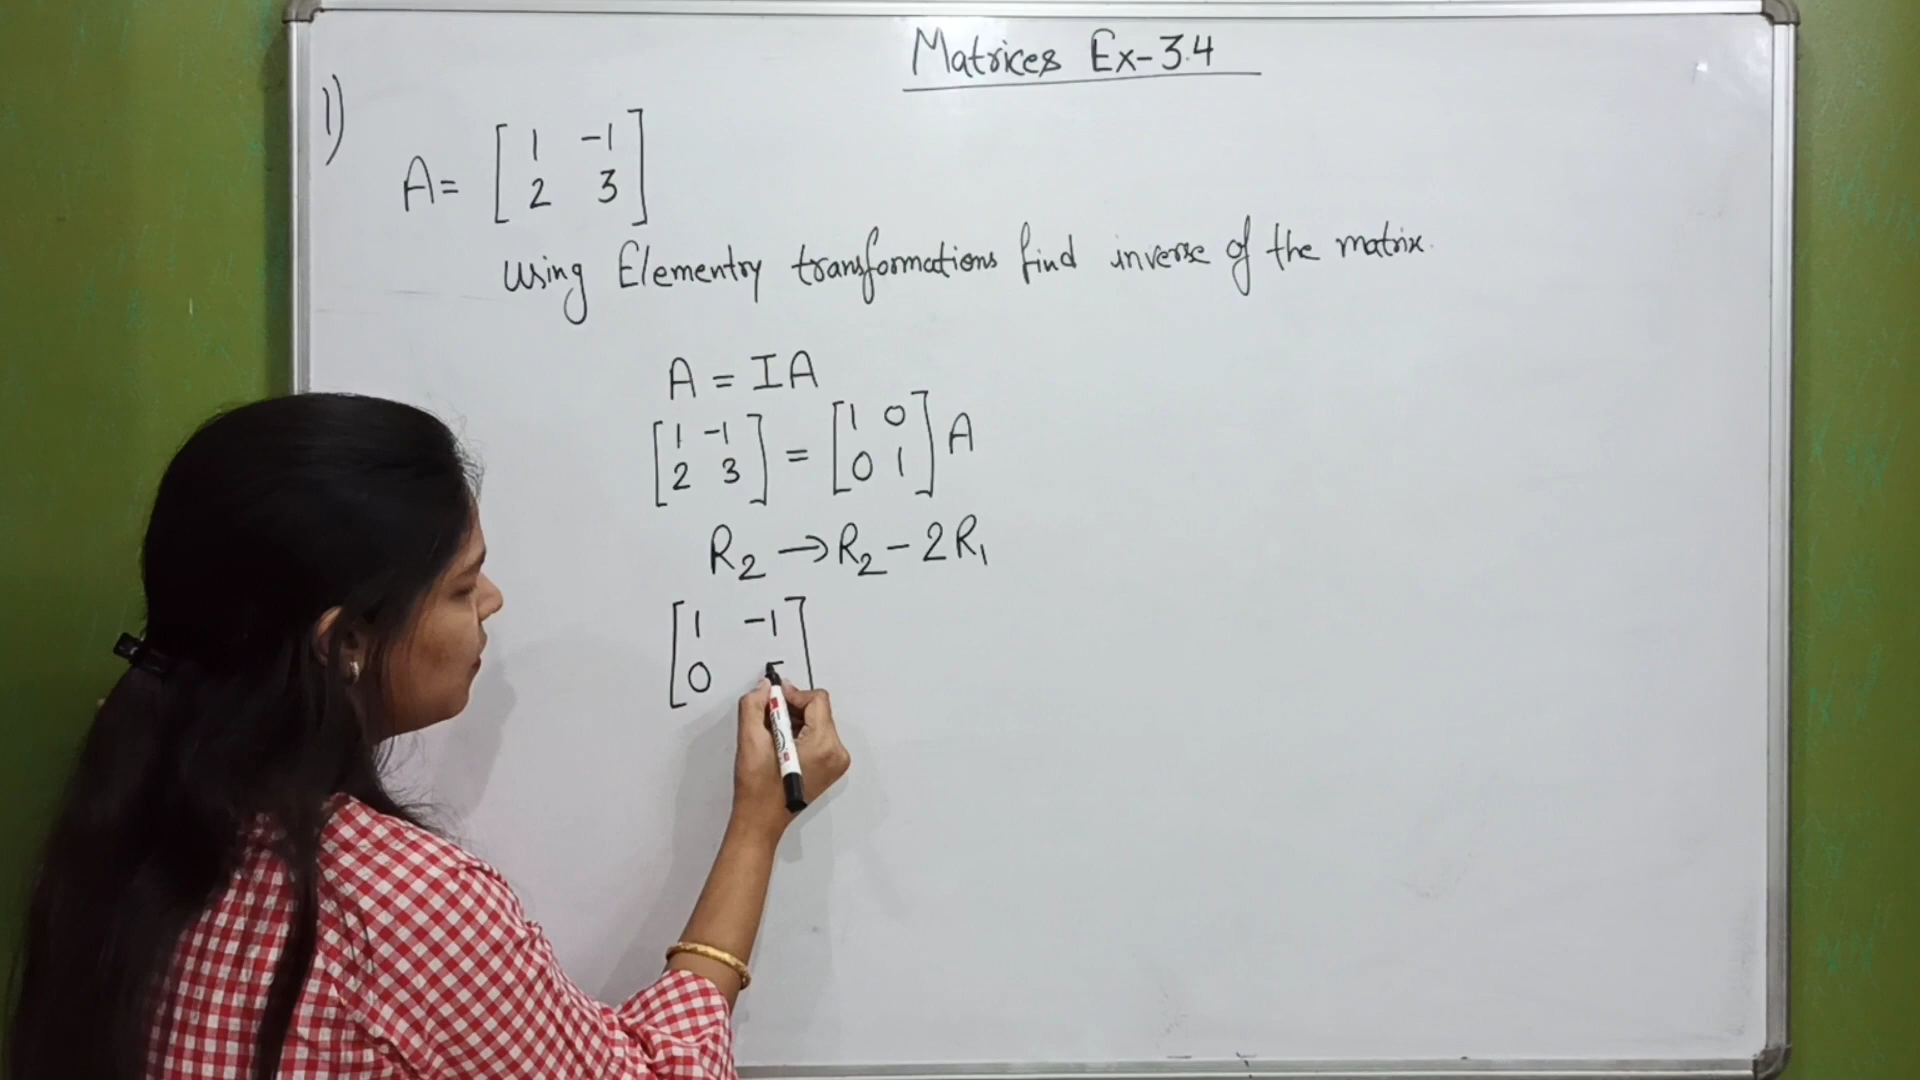 Matrices Ex-3.4
1)
A = [ 1 -1
2 3 ]
Using Elementry transformations find inverse of the matrix.
A = IA
[ 1 -1
2 3 ] = [ 1 0
0 1 ] A
R₂ → R₂ - 2R₁
[ 1 -1
0 ]